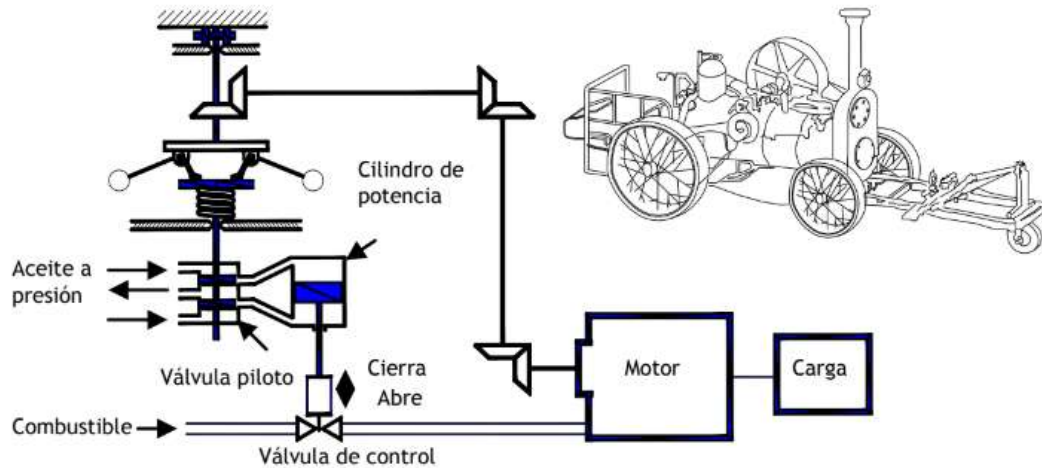 Cilindro de
potencia
Aceite a
presión
Válvula piloto
Cierra
Abre
Motor
Carga
Combustible
Válvula de control